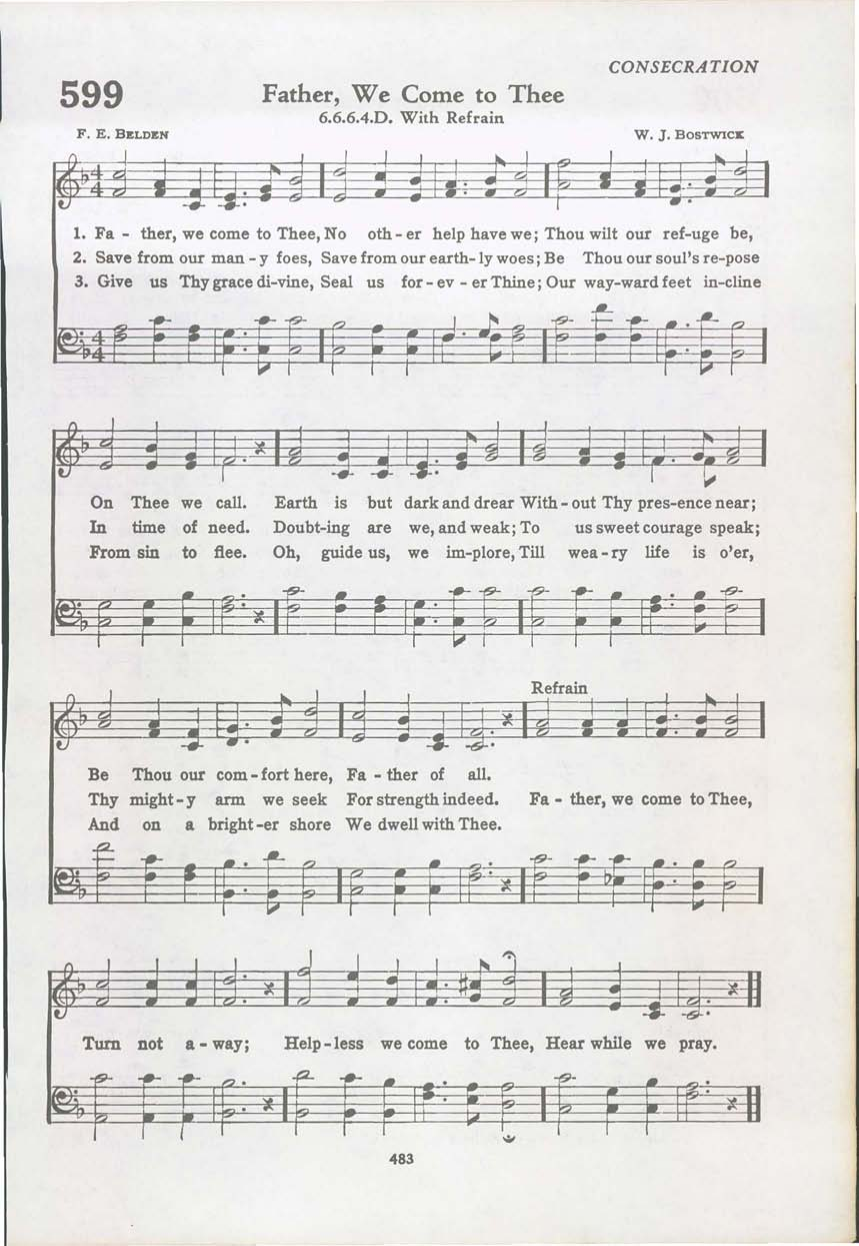 CONSECRATION
599
Father, We Come to Thee
6.6.6.4.D. With Refrain
F. E. BELDEN W. J. BOSTWICK
1. Fa - ther, we come to Thee, No oth - er help have we; Thou wilt our ref-uge be,
2. Save from our man - y foes, Save from our earth- ly woes; Be Thou our soul's re-pose
3. Give us Thy grace di-vine, Seal us for - ev - er Thine; Our way-ward feet in-cline
On Thee we call. Earth is but dark and drear With - out Thy pres-ence near;
In time of need. Doubt-ing are we, and weak; To us sweet courage speak;
From sin to flee. Oh, guide us, we im-plore, Till wea - ry life is o'er,
Refrain
Be Thou our com - fort here, Fa - ther of all.
Thy might - y arm we seek For strength indeed. Fa - ther, we come to Thee,
And on a bright-er shore We dwell with Thee.
Turn not a - way; Help - less we come to Thee, Hear while we pray.
483